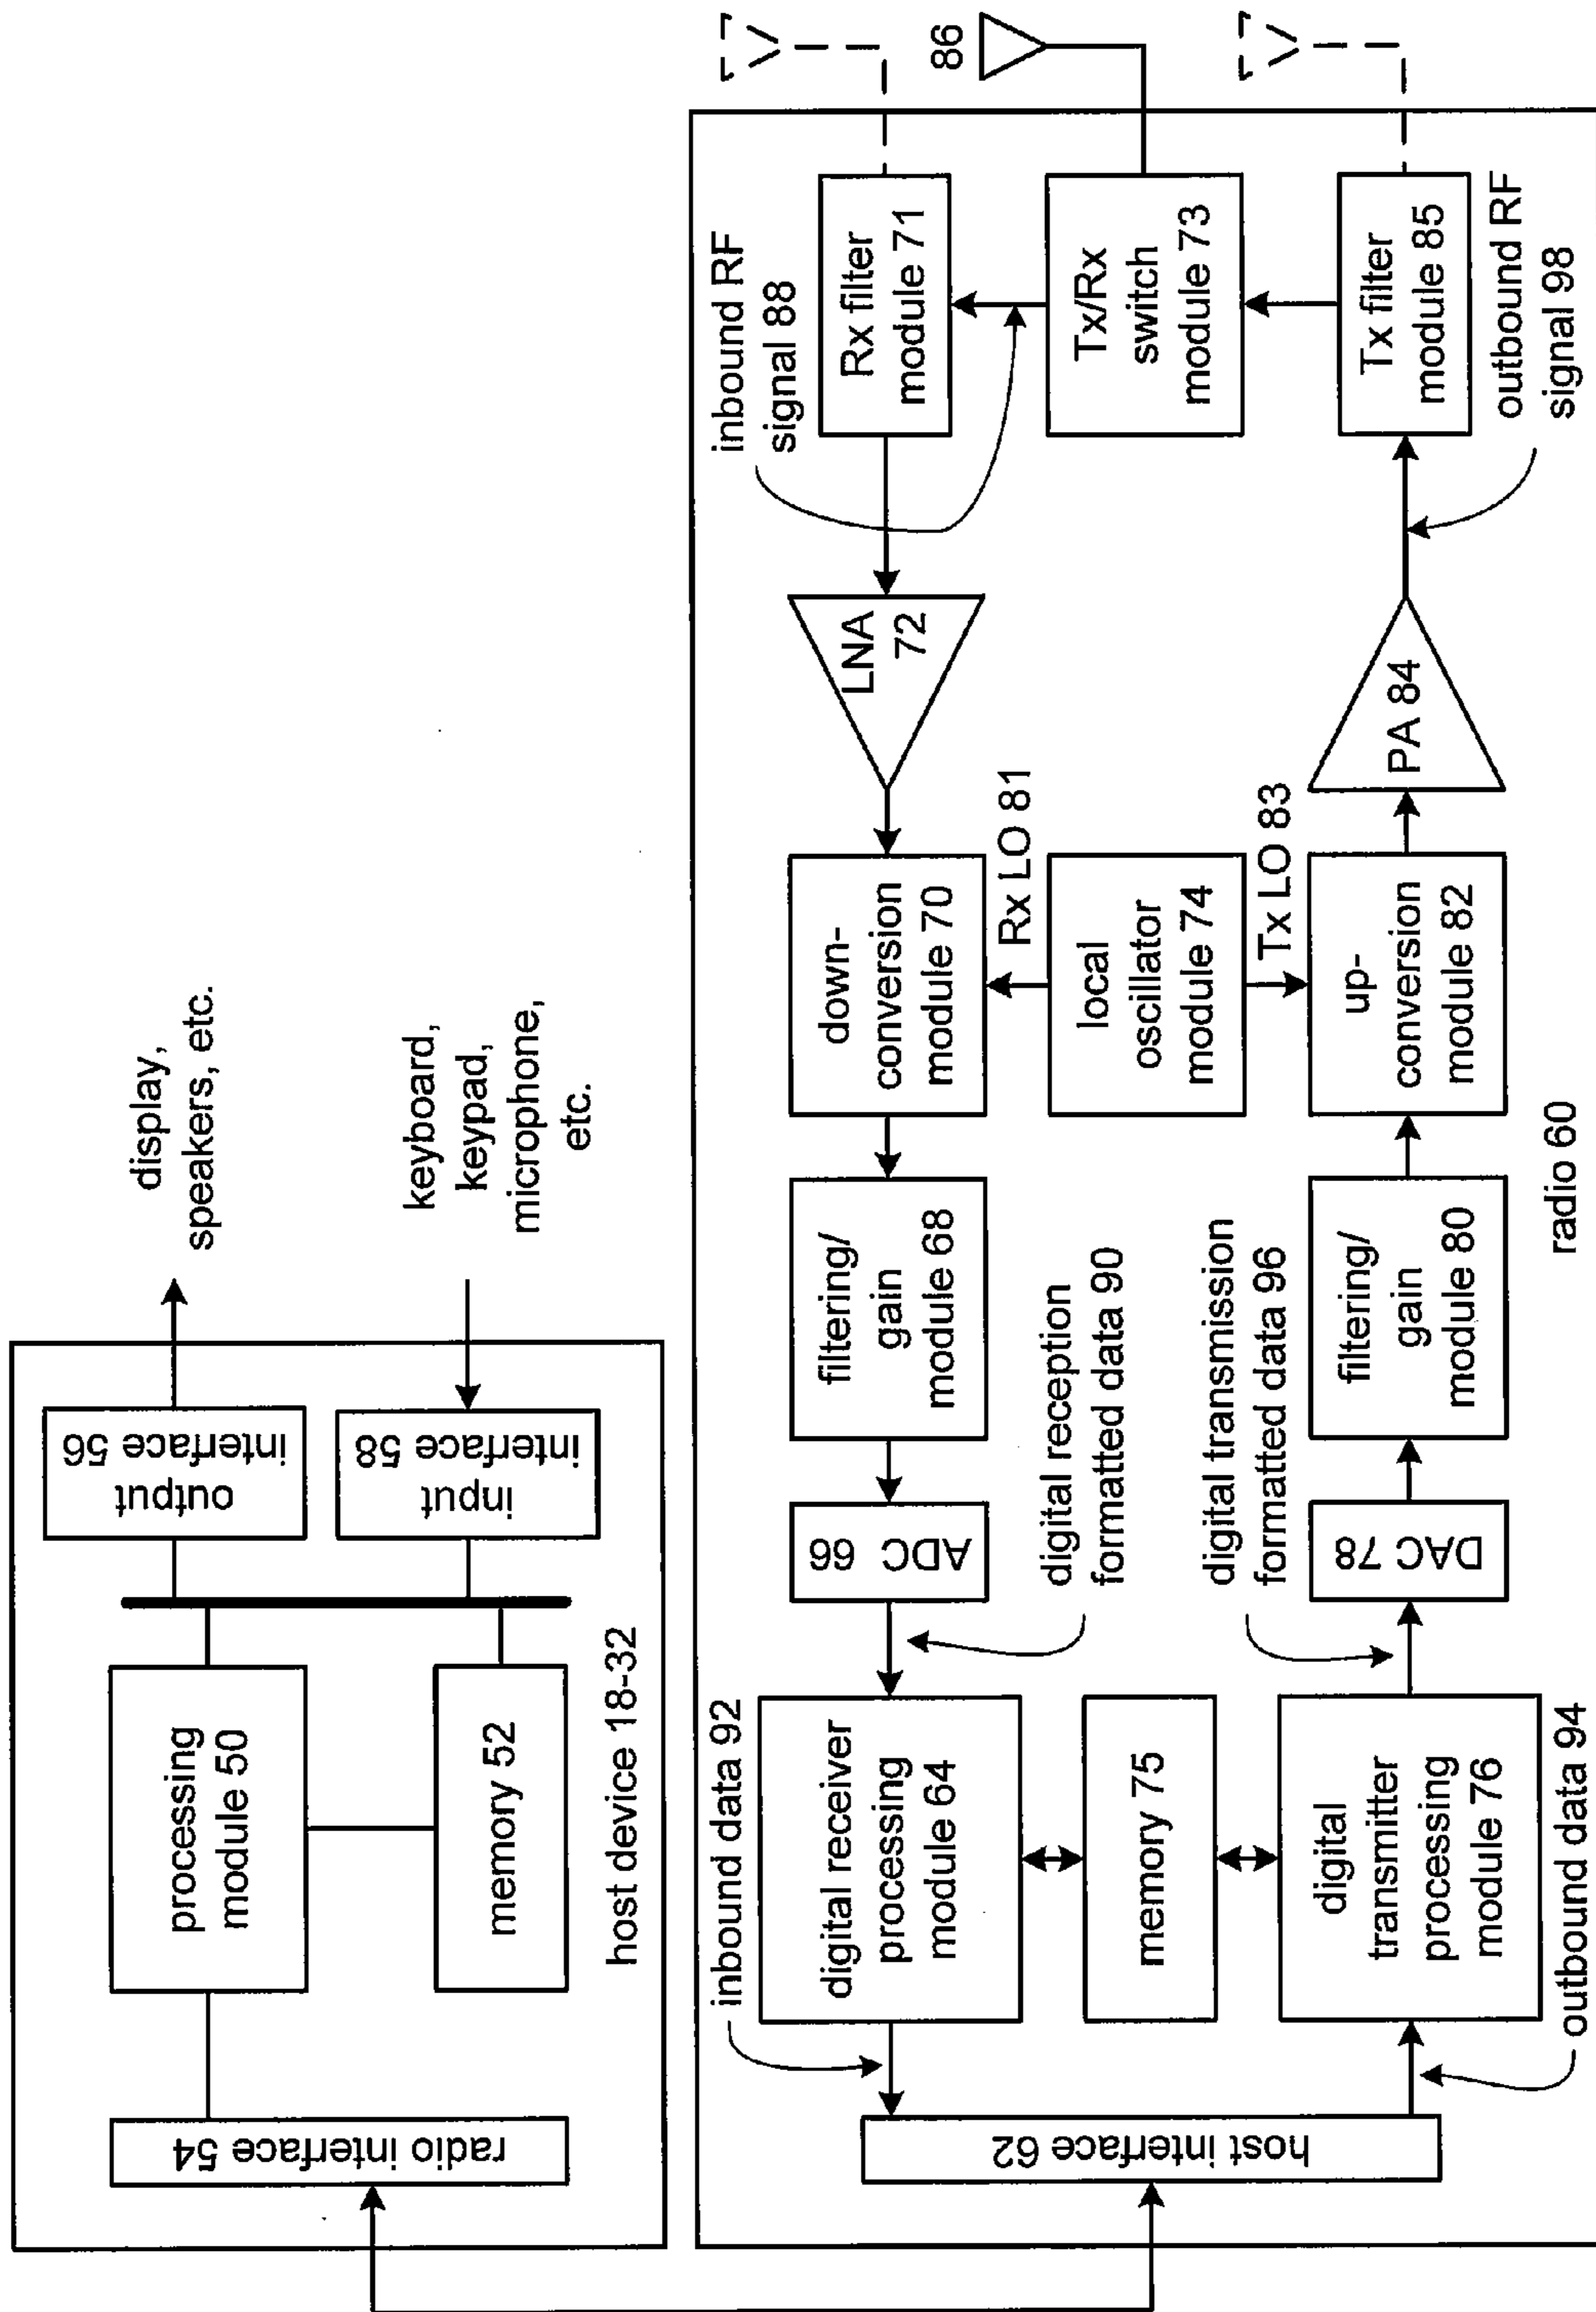 radio interface 54
processing
module 50
memory 52
output
interface 56
input
interface 58
display,
speakers, etc.
keyboard,
keypad,
microphone,
etc.
host device 18-32
host interface 62
inbound data 92
digital receiver
processing
module 64
memory 75
digital
transmitter
processing
module 76
outbound data 94
ADC 66
digital reception
formatted data 90
digital transmission
formatted data 96
DAC 78
filtering/
gain
module 68
filtering/
gain
module 80
down-
conversion
module 70
Rx LO 81
local
oscillator
module 74
Tx LO 83
up-
conversion
module 82
LNA
72
PA 84
inbound RF
signal 88
Rx filter
module 71
Tx/Rx
switch
module 73
Tx filter
module 85
outbound RF
signal 98
86
radio 60